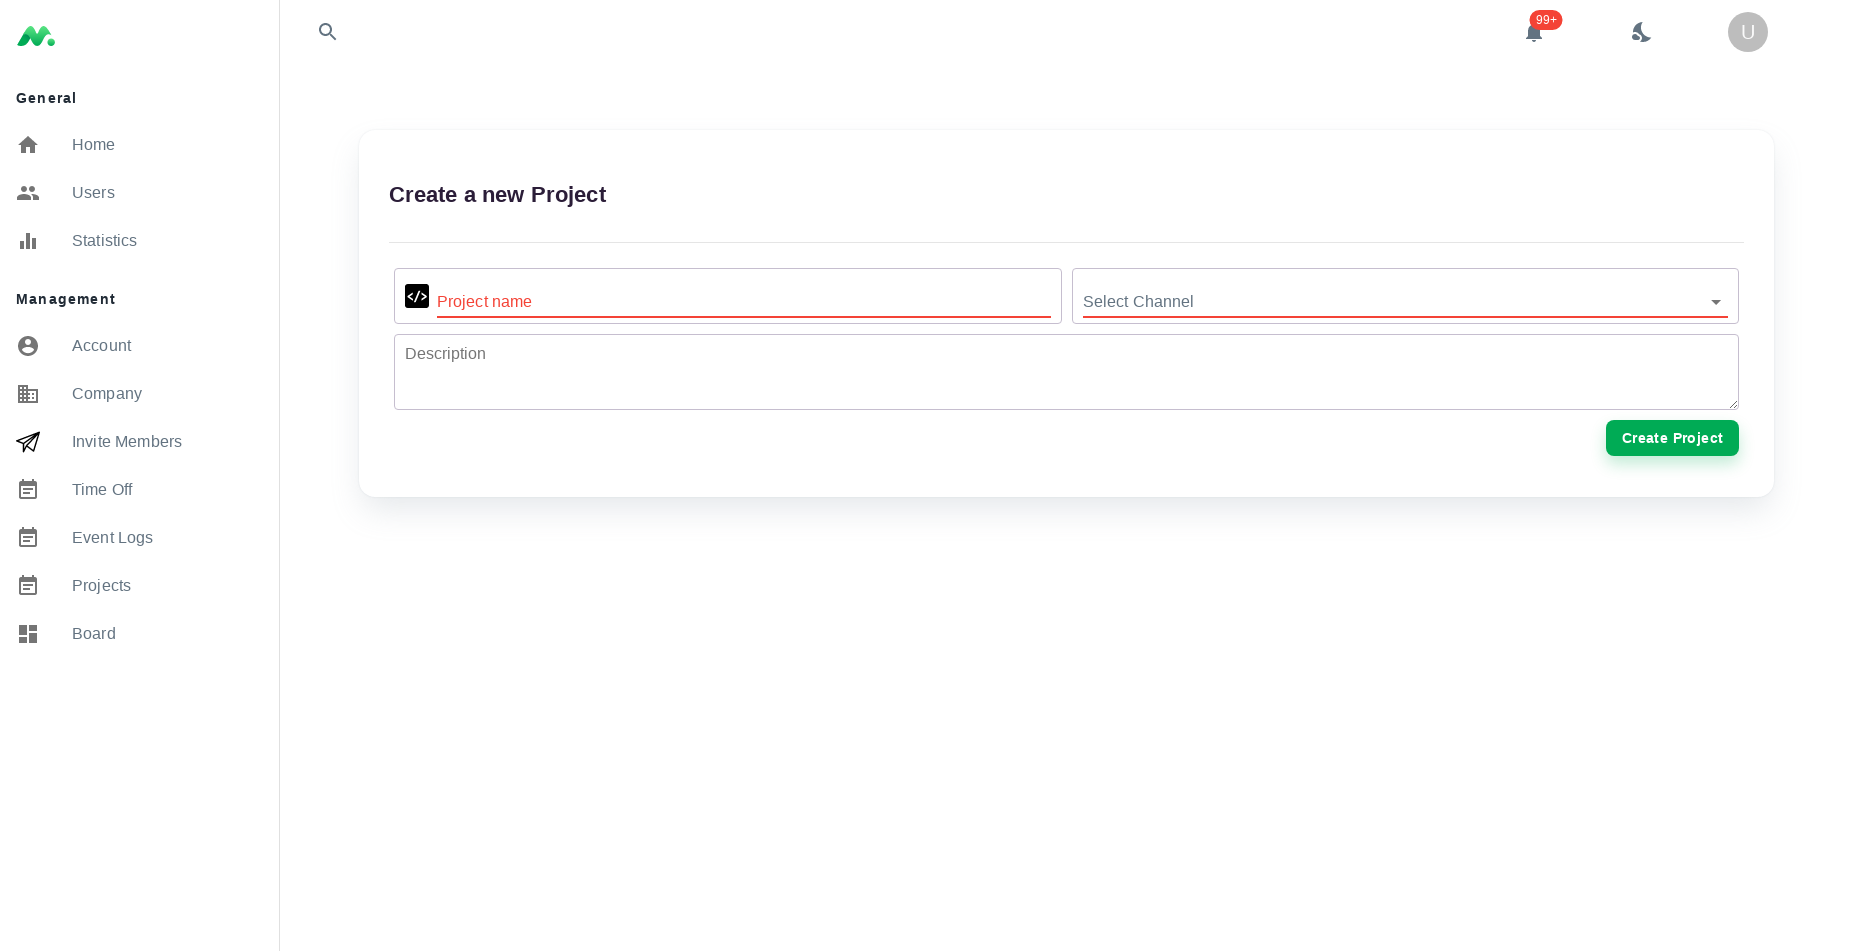 99+
U
General
Home
Users
Statistics
Management
Account
Company
Invite Members
Time Off
Event Logs
Projects
Board
Create a new Project
Project name
Select Channel
Description
Create Project